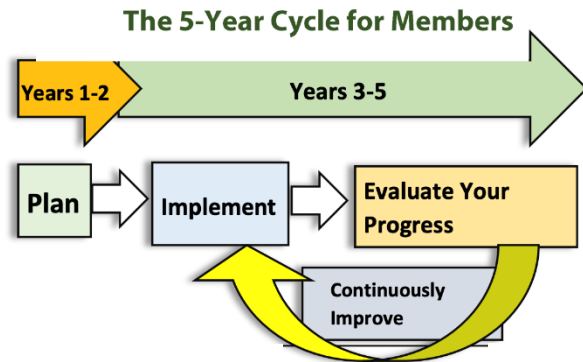 The 5-Year Cycle for Members
Years 1-2
Years 3-5
Plan
Implement
Evaluate Your
Progress
Continuously
Improve